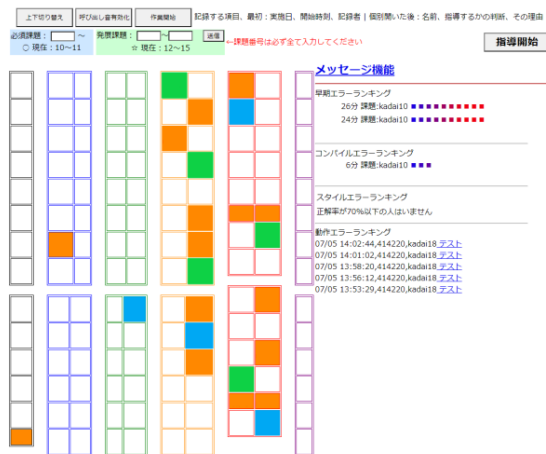 上下切り替え 呼び出し音有効化 作業開始 記録する項目、最初：実施日、開始時刻、記録者 | 個別開いた後：名前、指導するかの判断、その理由
必須課題： ～ 発展課題： ～ 送信 ←課題番号は必ず全て入力してください
○ 現在：10～11 ☆ 現在：12～15
指導開始
メッセージ機能
早期エラーランキング
26分 課題:kadai10
24分 課題:kadai10
コンパイルエラーランキング
6分 課題:kadai10
スタイルエラーランキング
正解率が70%以下の人はいません
動作エラーランキング
07/05 14:02:44,414220,kadai18 テスト
07/05 14:01:02,414220,kadai18 テスト
07/05 13:58:20,414220,kadai18 テスト
07/05 13:56:12,414220,kadai18 テスト
07/05 13:53:29,414220,kadai18 テスト